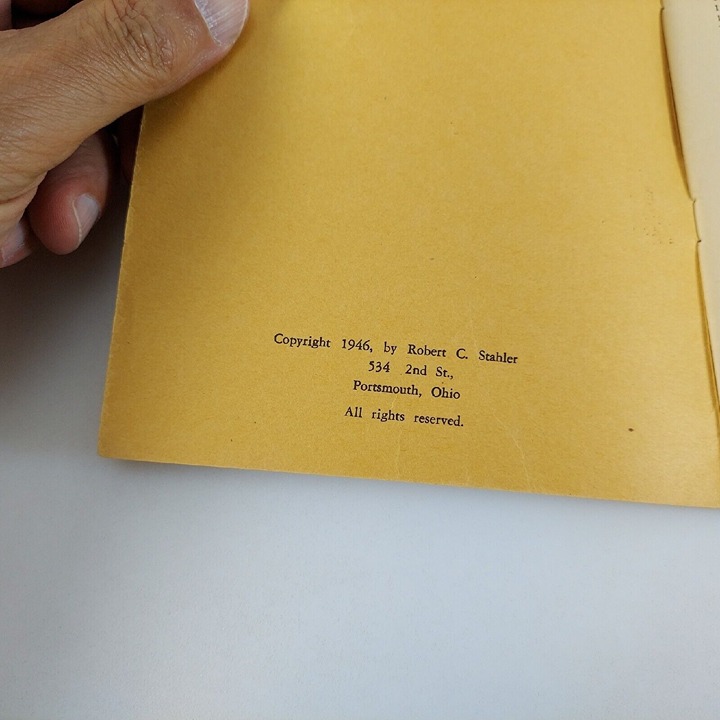 Copyright 1946, by Robert C. Stahler
534 2nd St.,
Portsmouth, Ohio
All rights reserved.